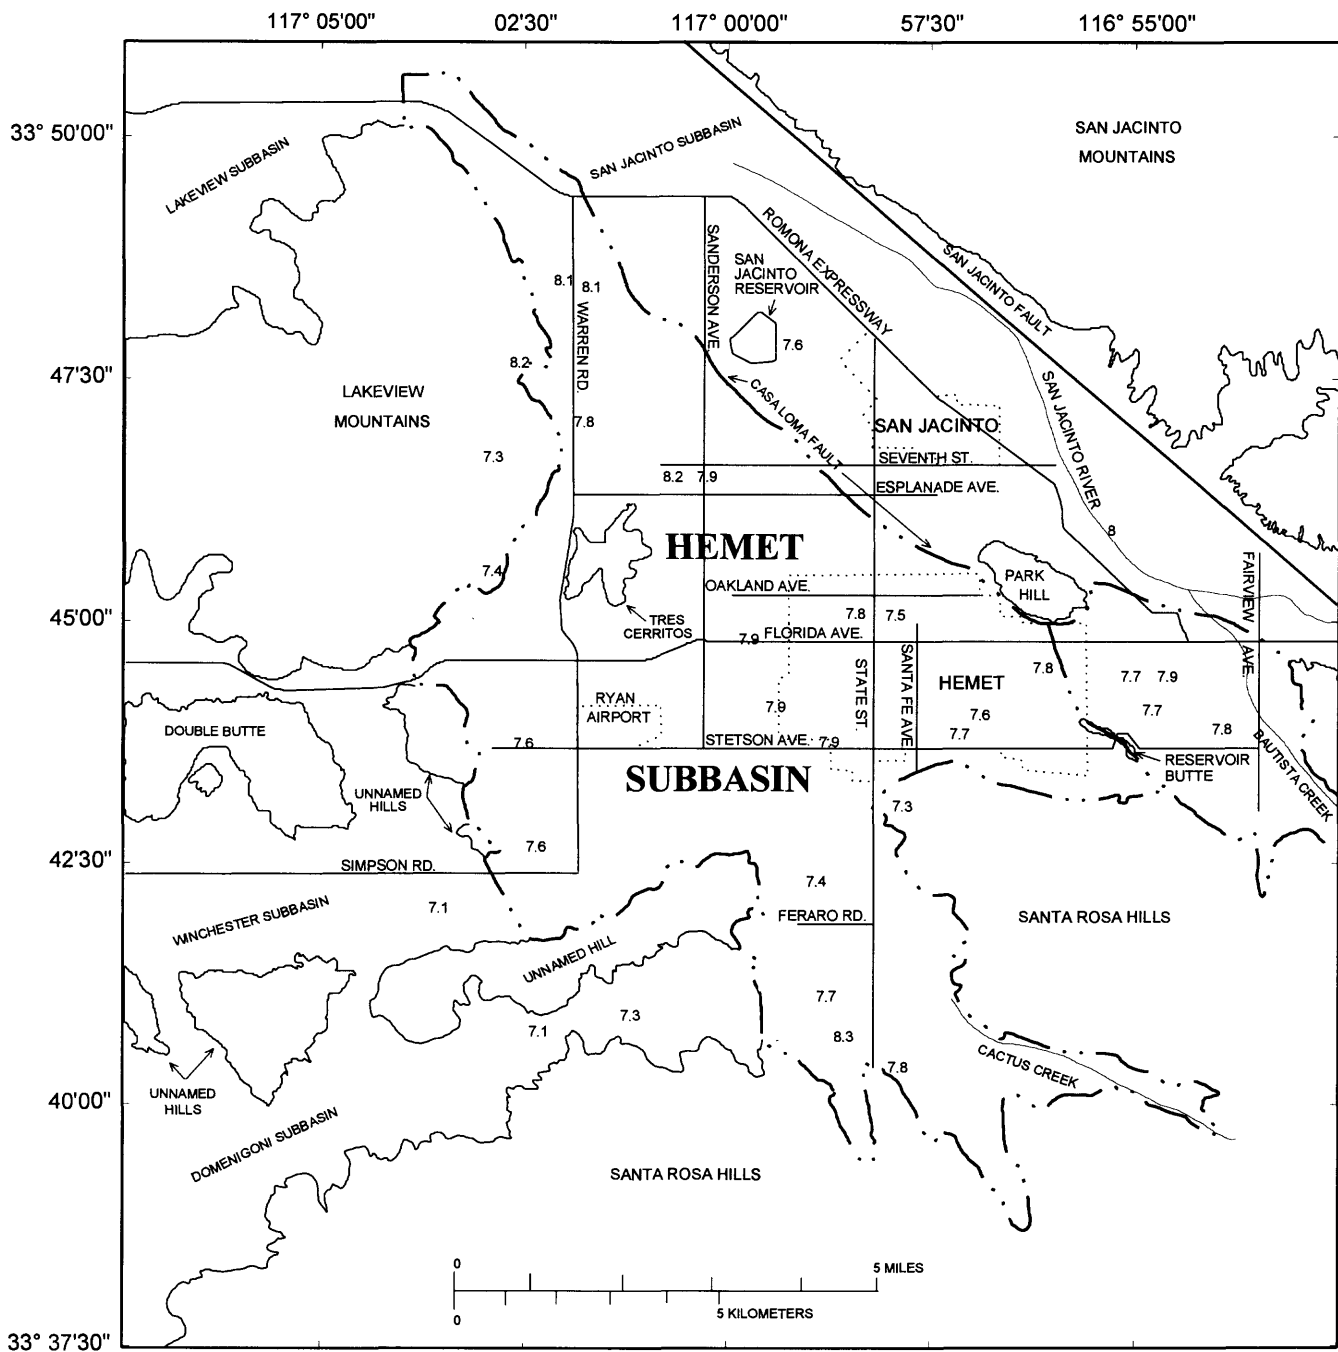 117° 05'00"
02'30"
117° 00'00"
57'30"
116° 55'00"
33° 50'00"
47'30"
45'00"
42'30"
40'00"
33° 37'30"
SAN JACINTO
MOUNTAINS
LAKEVIEW SUBBASIN
SAN JACINTO SUBBASIN
ROMONA EXPRESSWAY
SANDERSON AVE.
SAN
JACINTO
RESERVOIR
SAN JACINTO FAULT
8.1
8.1
WARREN RD.
7.6
8.2
LAKEVIEW
MOUNTAINS
CASA LOMA FAULT
SAN JACINTO RIVER
7.8
SAN JACINTO
7.3
SEVENTH ST.
8.2
7.9
ESPLANADE AVE.
8
HEMET
7.4
PARK
HILL
OAKLAND AVE.
FAIRVIEW
AVE.
TRES
CERRITOS
7.8
7.5
7.9
FLORIDA AVE.
STATE ST.
SANTA FE AVE
7.8
7.7
7.9
HEMET
RYAN
AIRPORT
7.9
7.6
7.7
7.8
DOUBLE BUTTE
7.6
STETSON AVE.
7.9
7.7
BAUTISTA CREEK
RESERVOIR
BUTTE
SUBBASIN
UNNAMED
HILLS
7.3
7.6
SIMPSON RD.
7.4
7.1
WINCHESTER SUBBASIN
FERARO RD.
SANTA ROSA HILLS
UNNAMED HILL
7.7
7.1
7.3
8.3
7.8
CACTUS CREEK
UNNAMED
HILLS
DOMENIGONI SUBBASIN
SANTA ROSA HILLS
0
5 MILES
0
5 KILOMETERS